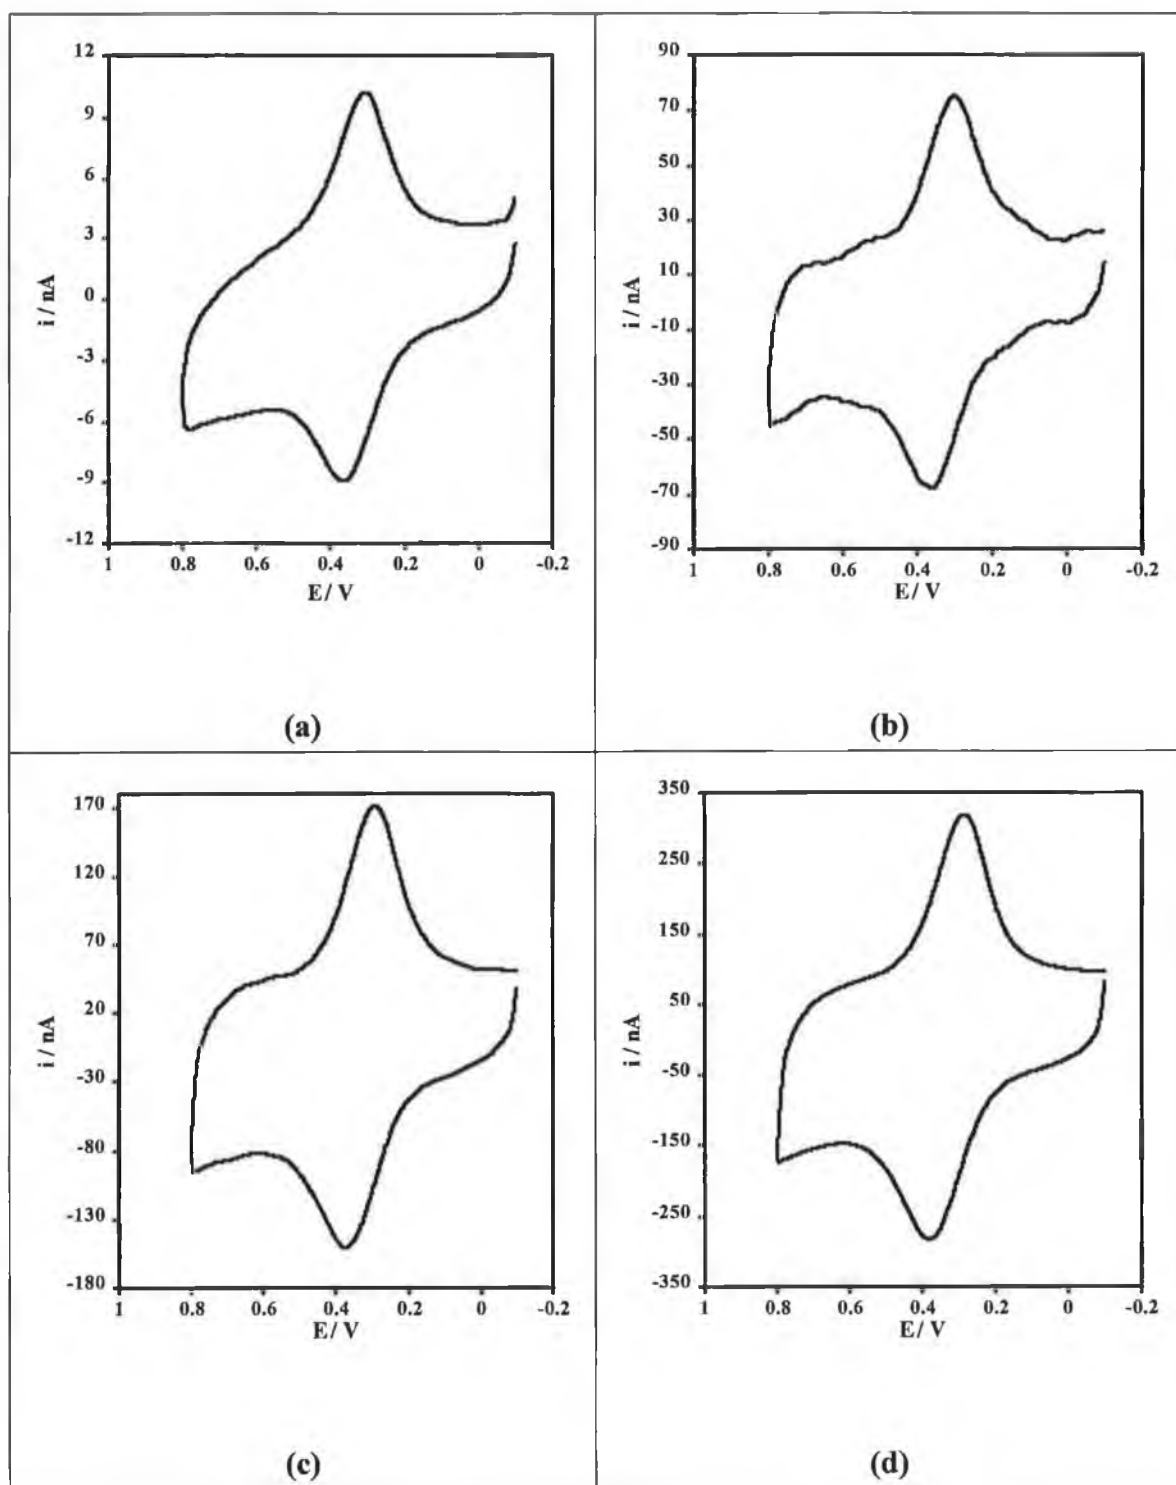 12
9
6
3
0
-3
-6
-9
-12
i / nA
1 0.8 0.6 0.4 0.2 0 -0.2
E / V
(a)
90
70
50
30
10
-10
-30
-50
-70
-90
i / nA
1 0.8 0.6 0.4 0.2 0 -0.2
E / V
(b)
170
120
70
20
-30
-80
-130
-180
i / nA
1 0.8 0.6 0.4 0.2 0 -0.2
E / V
(c)
350
250
150
50
-50
-150
-250
-350
i / nA
1 0.8 0.6 0.4 0.2 0 -0.2
E / V
(d)